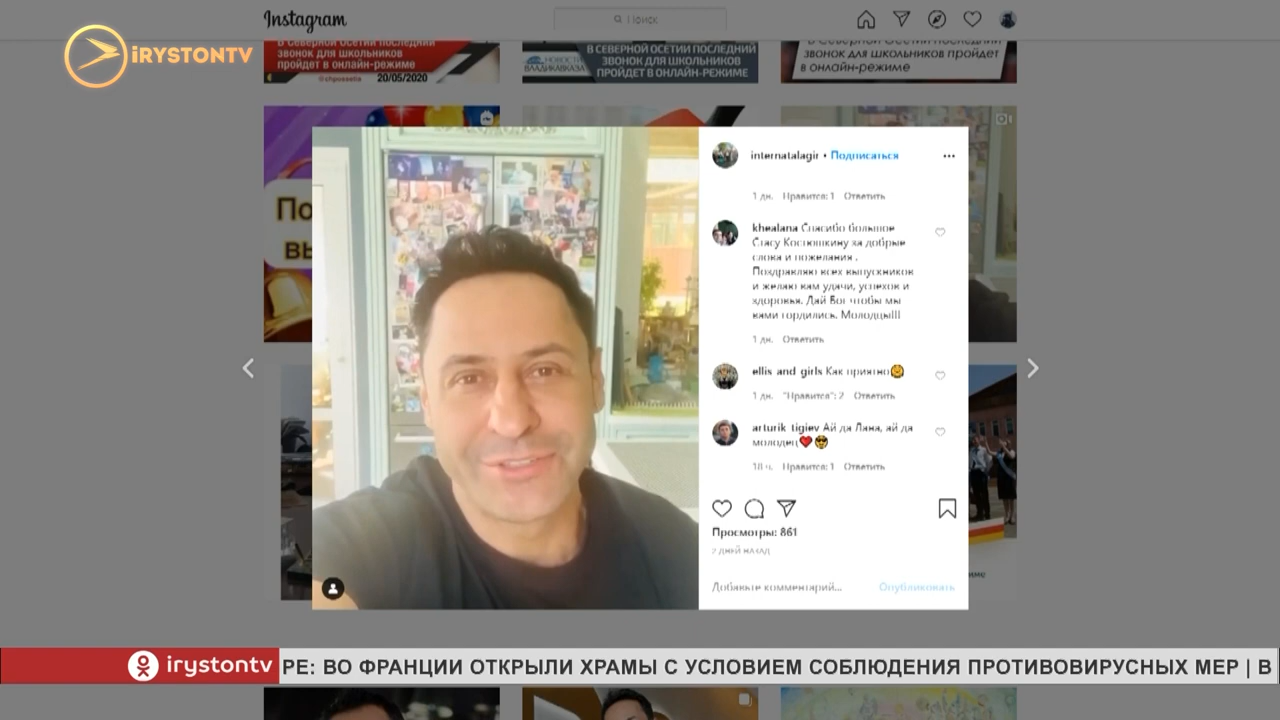 Instagram
Поиск
iRYSTONTV
В СЕВЕРНОЙ ОСЕТИИ ПОСЛЕДНИЙ
ЗВОНОК ДЛЯ ШКОЛЬНИКОВ
ПРОЙДЕТ В ОНЛАЙН-РЕЖИМЕ
@chposetia 20/05/2020
НОВОСТИ
ВЛАДИКАВКАЗА
В СЕВЕРНОЙ ОСЕТИИ ПОСЛЕДНИЙ
ЗВОНОК ДЛЯ ШКОЛЬНИКОВ
ПРОЙДЕТ В ОНЛАЙН-РЕЖИМЕ
В СЕВЕРНОЙ ОСЕТИИ ПОСЛЕДНИЙ
звонок для школьников пройдет
в онлайн-режиме
По
вы
internatalagir • Подписаться
1 дн. Нравится: 1 Ответить
khealana Спасибо большое
Стасу Костюшкину за добрые
слова и пожелания .
Поздравляю всех выпускников
и желаю вам удачи, успехов и
здоровья. Дай Бог чтобы мы
вами гордились. Молодцы!!!
1 дн. Ответить
ellis_and_girls Как приятно
1 дн. "Нравится": 2 Ответить
arturik_tigiev Ай да Лана, ай да
молодец❤️😎
18 ч. Нравится: 1 Ответить
Просмотры: 861
2 ДНЕЙ НАЗАД
Добавьте комментарий...
Опубликовать
irystontv
РЕ: ВО ФРАНЦИИ ОТКРЫЛИ ХРАМЫ С УСЛОВИЕМ СОБЛЮДЕНИЯ ПРОТИВОВИРУСНЫХ МЕР | В